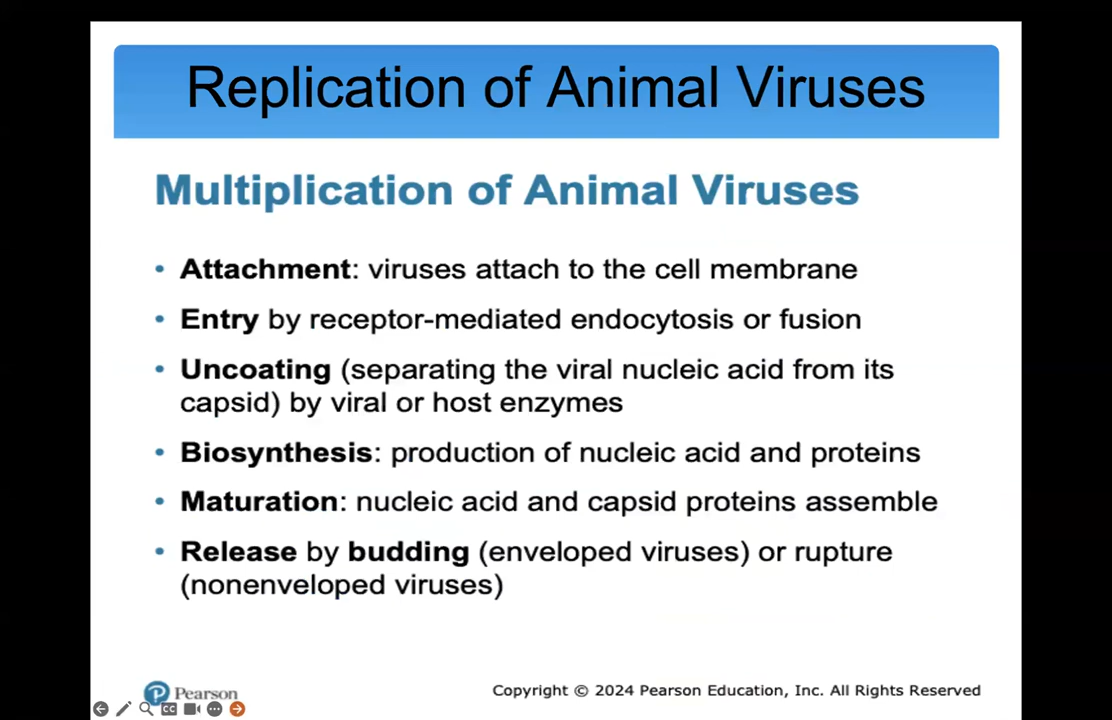 Replication of Animal Viruses
Multiplication of Animal Viruses
• Attachment: viruses attach to the cell membrane
• Entry by receptor-mediated endocytosis or fusion
• Uncoating (separating the viral nucleic acid from its
capsid) by viral or host enzymes
• Biosynthesis: production of nucleic acid and proteins
• Maturation: nucleic acid and capsid proteins assemble
• Release by budding (enveloped viruses) or rupture
(nonenveloped viruses)
Pearson
Copyright © 2024 Pearson Education, Inc. All Rights Reserved
CC